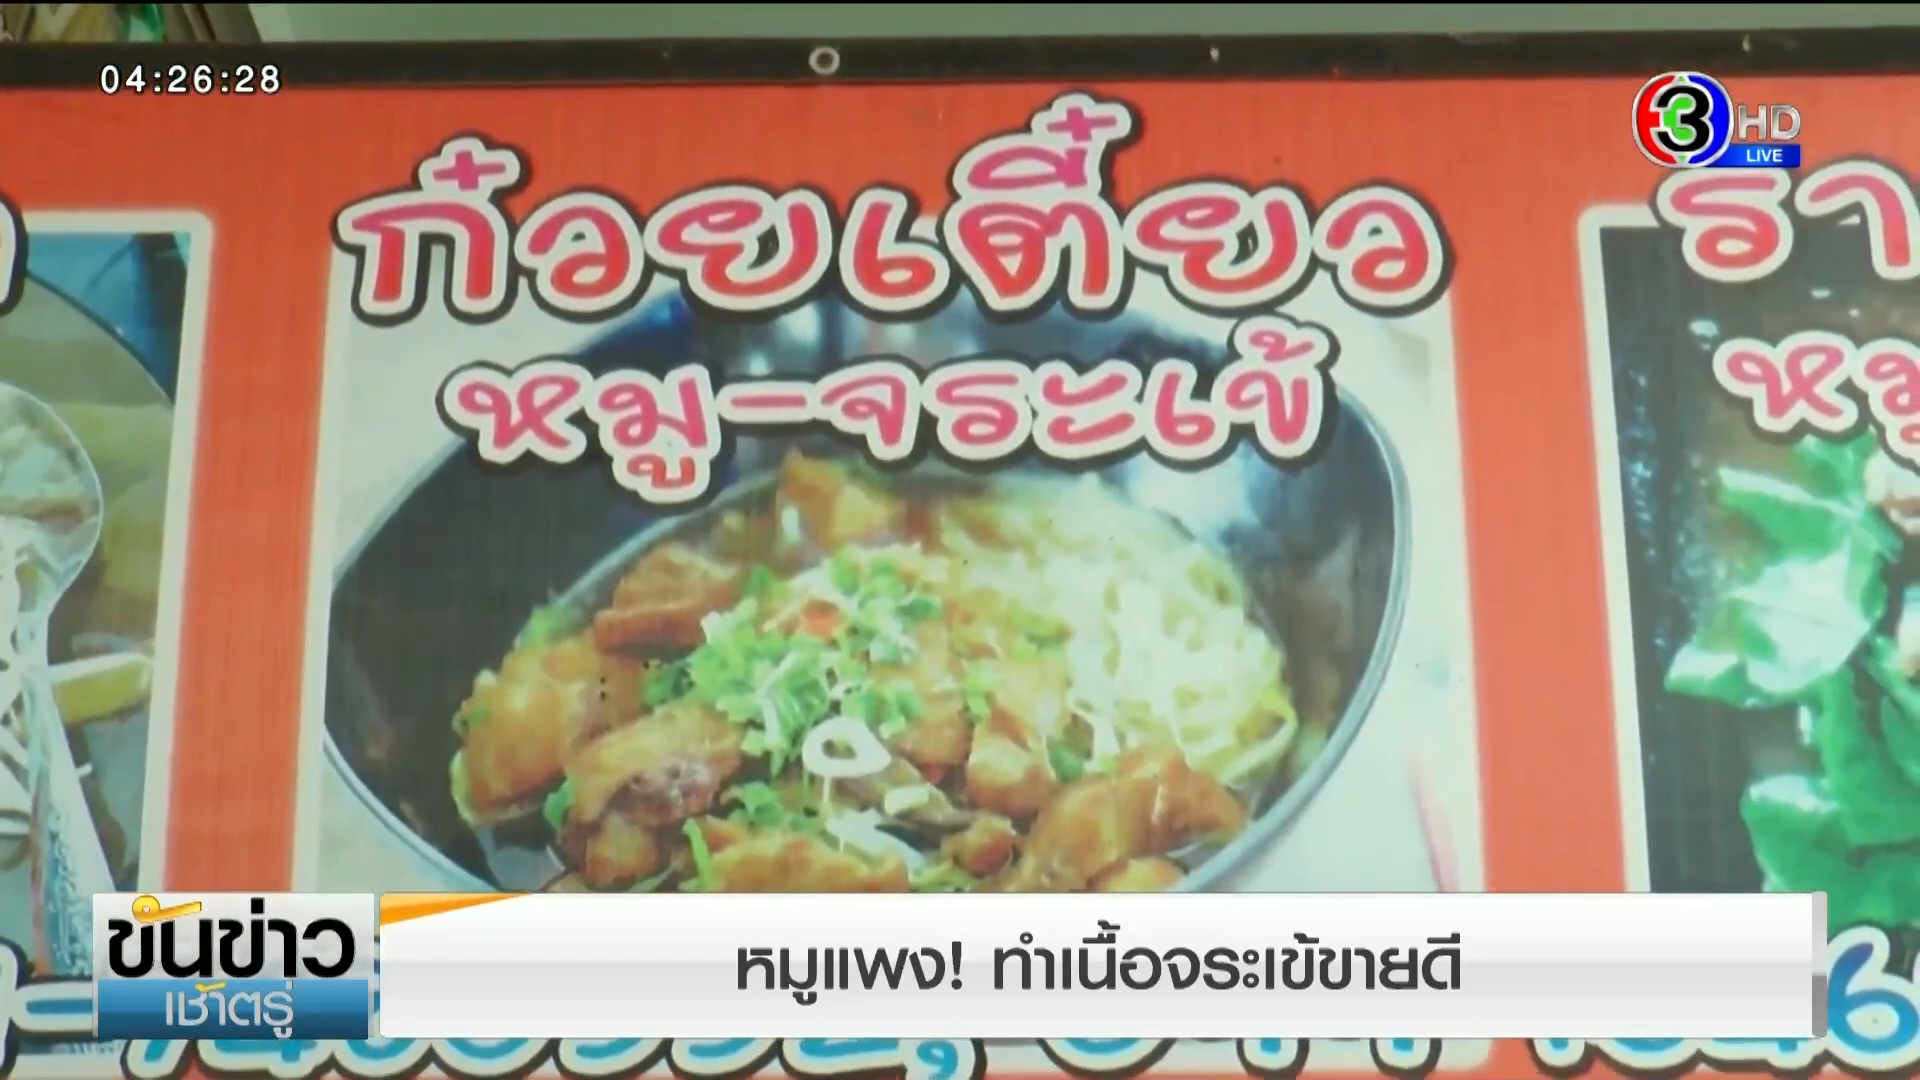 04:26:28
3 HD
LIVE
ก๋วยเตี๋ยว
หมู-จระเข้
ขันข่าว
เช้าตรู่
หมูแพง! ทำเนื้อจระเข้ขายดี